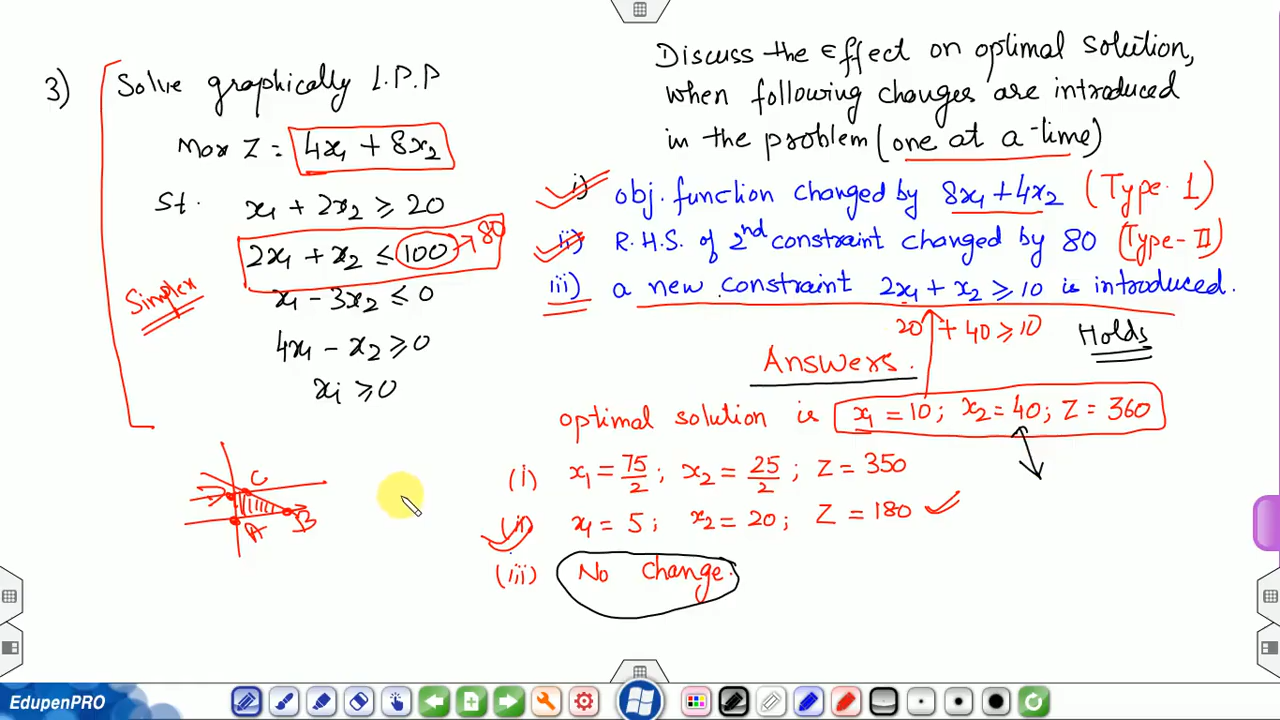 3) Solve graphically L.P.P
Max Z = 4x₁ + 8x₂
St. x₁ + 2x₂ ≥ 20
2x₁ + x₂ ≤ 100 → 80
x₁ - 3x₂ ≤ 0
4x₁ - x₂ ≥ 0
xᵢ ≥ 0
Simplex
D C
A B
Discuss the effect on optimal solution,
when following changes are introduced
in the problem (one at a time)
i) obj. function changed by 8x₁ + 4x₂ (Type. 1)
ii) R.H.S. of 2nd constraint changed by 80 (Type-II)
iii) a new constraint 2x₁ + x₂ ≥ 10 is introduced.
20 + 40 ≥ 10 Holds
Answers.
optimal solution is x₁ = 10; x₂ = 40; Z = 360
(i) x₁ = 75/2; x₂ = 25/2; Z = 350
(ii) x₁ = 5; x₂ = 20; Z = 180
(iii) No change.
EdupenPRO